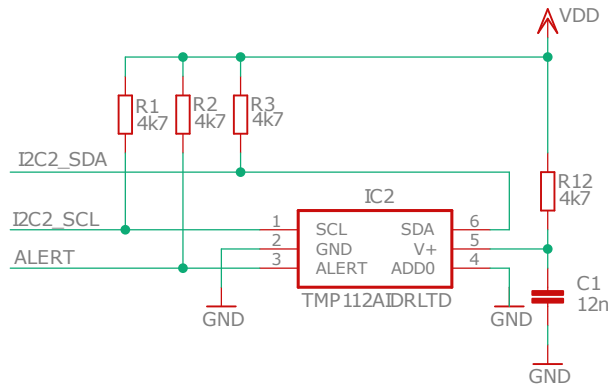 VDD
R1
4k7
R2
4k7
R3
4k7
I2C2_SDA
R12
4k7
IC2
I2C2_SCL
1
SCL
SDA
6
2
GND
V+
5
ALERT
3
ALERT
ADD0
4
TMP112AIDRLTD
C1
12n
GND
GND
GND